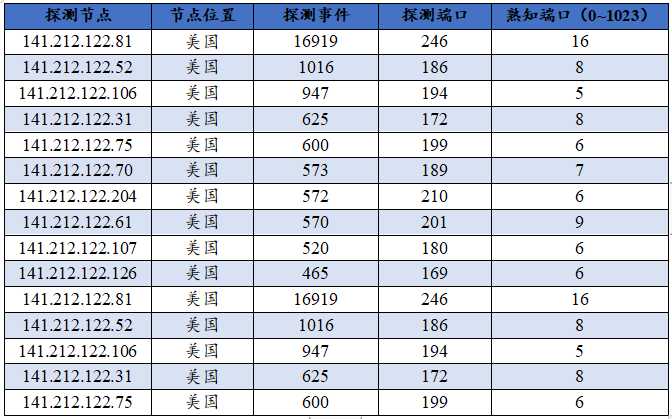 探测节点 节点位置 探测事件 探测端口 熟知端口（0~1023）
141.212.122.81 美国 16919 246 16
141.212.122.52 美国 1016 186 8
141.212.122.106 美国 947 194 5
141.212.122.31 美国 625 172 8
141.212.122.75 美国 600 199 6
141.212.122.70 美国 573 189 7
141.212.122.204 美国 572 210 6
141.212.122.61 美国 570 201 9
141.212.122.107 美国 520 180 6
141.212.122.126 美国 465 169 6
141.212.122.81 美国 16919 246 16
141.212.122.52 美国 1016 186 8
141.212.122.106 美国 947 194 5
141.212.122.31 美国 625 172 8
141.212.122.75 美国 600 199 6